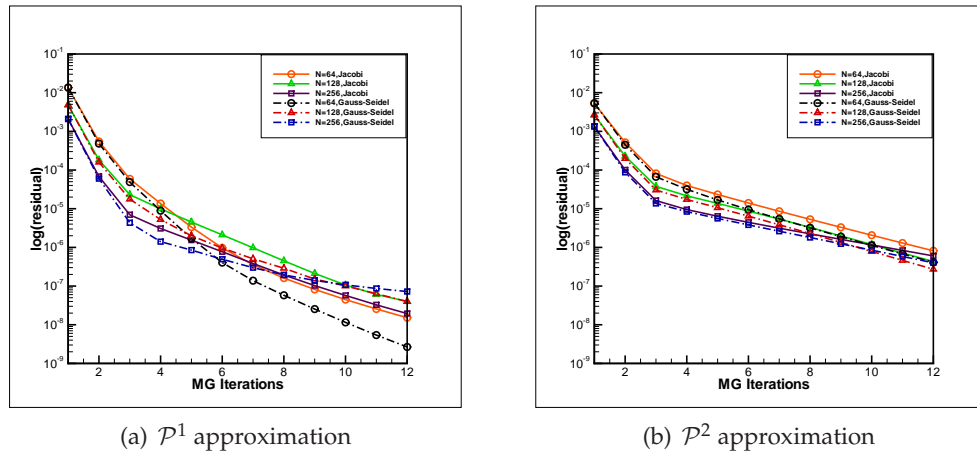 10^-1
10^-2
10^-3
10^-4
10^-5
10^-6
10^-7
10^-8
10^-9
log(residual)
2 4 6 8 10 12
MG Iterions
N=64,Jacobi
N=128,Jacobi
N=256,Jacobi
N=64,Gauss-Seidel
N=128,Gauss-Seidel
N=256,Gauss-Seidel
(a) P^1 approximation
10^-1
10^-2
10^-3
10^-4
10^-5
10^-6
10^-7
10^-8
10^-9
log(residual)
2 4 6 8 10 12
MG Iterions
N=64,Jacobi
N=128,Jacobi
N=256,Jacobi
N=64,Gauss-Seidel
N=128,Gauss-Seidel
N=256,Gauss-Seidel
(b) P^2 approximation